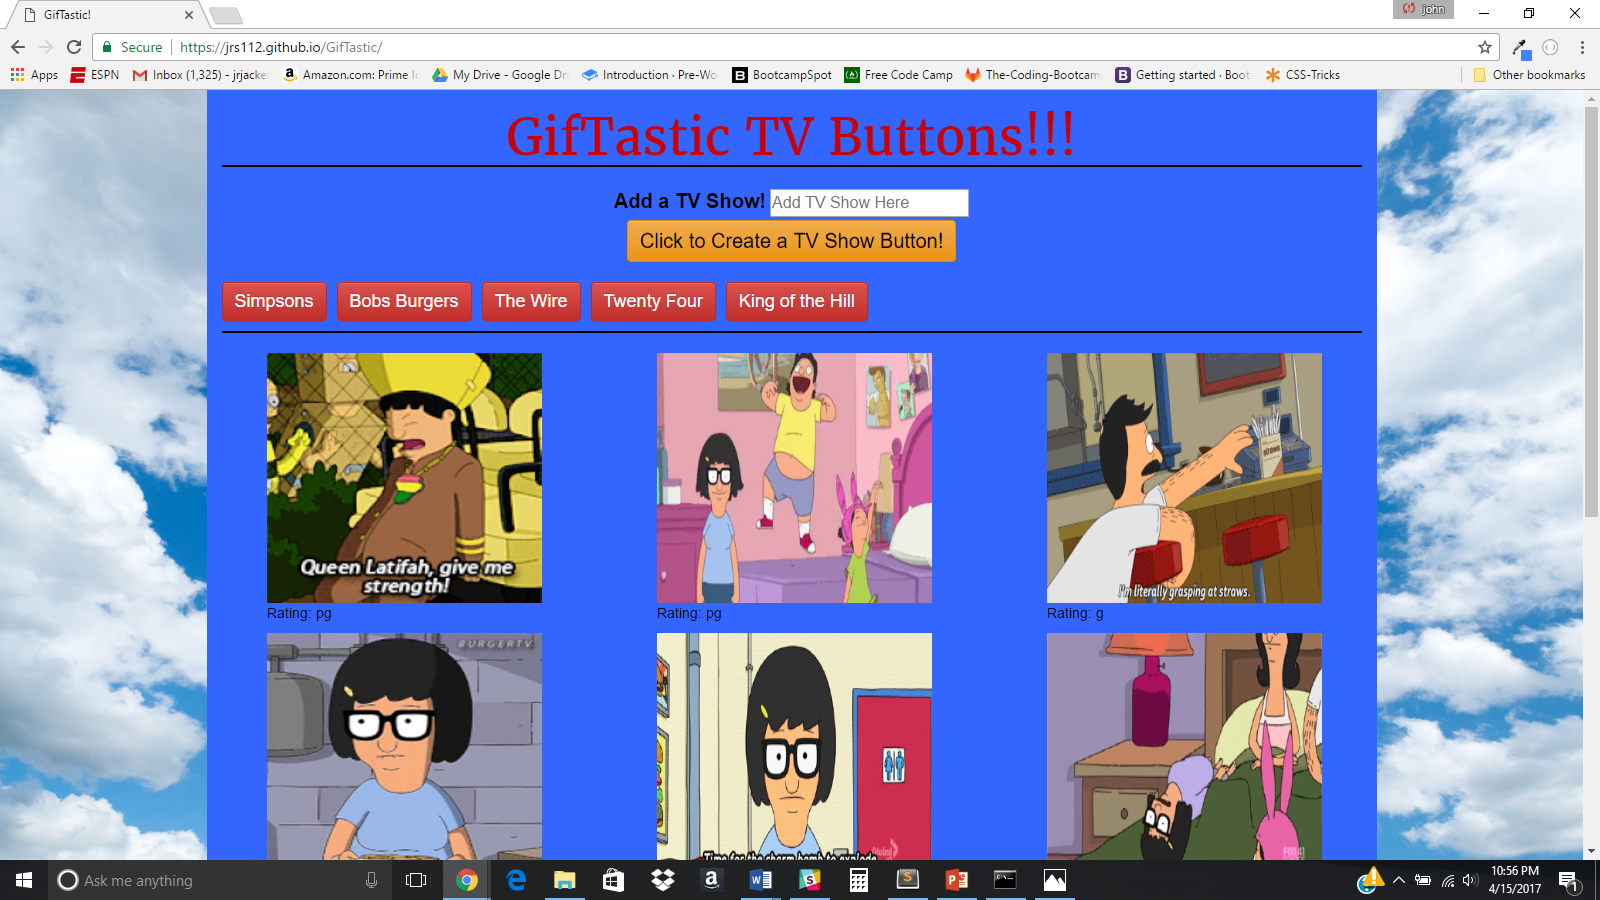 GifTastic!
john
Secure https://jrs112.github.io/GifTastic/
Apps ESPN Inbox (1,325) - jrjacke Amazon.com: Prime My Drive - Google Dr Introduction · Pre-Wo BootcampSpot Free Code Camp The-Coding-Bootcam Getting started · Boot CSS-Tricks Other bookmarks
GifTastic TV Buttons!!!
Add a TV Show! Add TV Show Here
Click to Create a TV Show Button!
Simpsons Bobs Burgers The Wire Twenty Four King of the Hill
straws
Queen Latifah, give me
strength!
I'm literally grasping at straws.
Rating: pg Rating: pg Rating: g
BURGERTV
Global
Time for the charm bomb to explode
FOX41
Ask me anything
10:56 PM
4/15/2017
1